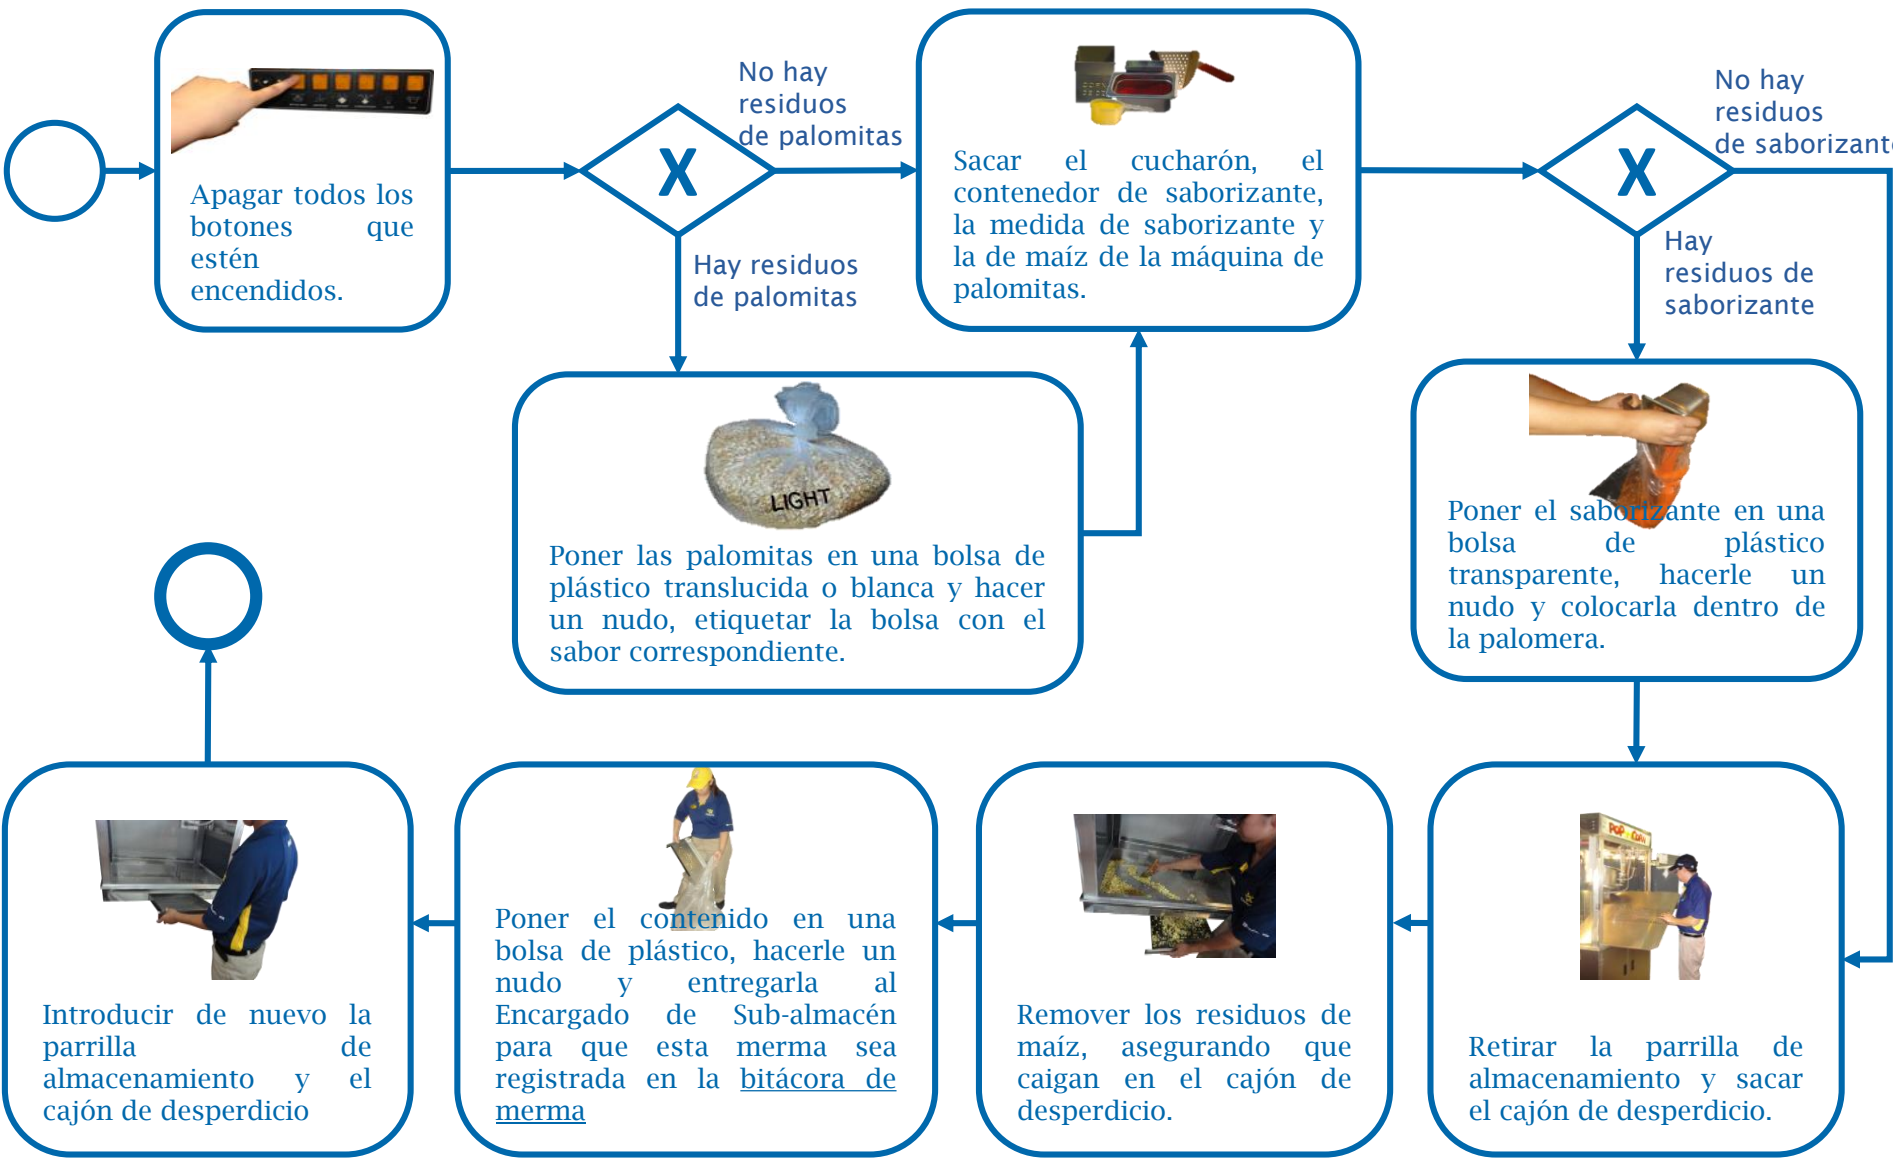 Apagar todos los
botones que
estén
encendidos.
X
No hay
residuos
de palomitas
Hay residuos
de palomitas
Sacar el cucharón, el
contenedor de saborizante,
la medida de saborizante y
la de maíz de la máquina de
palomitas.
X
No hay
residuos
de saborizante
Hay
residuos de
saborizante
LIGHT
Poner las palomitas en una bolsa de
plástico translucida o blanca y hacer
un nudo, etiquetar la bolsa con el
sabor correspondiente.
Poner el saborizante en una
bolsa de plástico
transparente, hacerle un
nudo y colocarla dentro de
la palomera.
Introducir de nuevo la
parrilla de
almacenamiento y el
cajón de desperdicio
Poner el contenido en una
bolsa de plástico, hacerle un
nudo y entregarla al
Encargado de Sub-almacén
para que esta merma sea
registrada en la bitácora de
merma
Remover los residuos de
maíz, asegurando que
caigan en el cajón de
desperdicio.
POP CORN
Retirar la parrilla de
almacenamiento y sacar
el cajón de desperdicio.